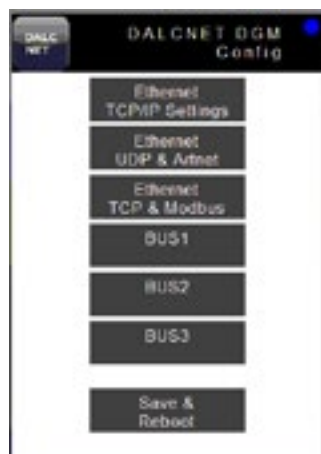 DALC
NET
DALCNET DGM
Config
Ethernet
TCP/IP Settings
Ethernet
UDP & Artnet
Ethernet
TCP & Modbus
BUS1
BUS2
BUS3
Save &
Reboot